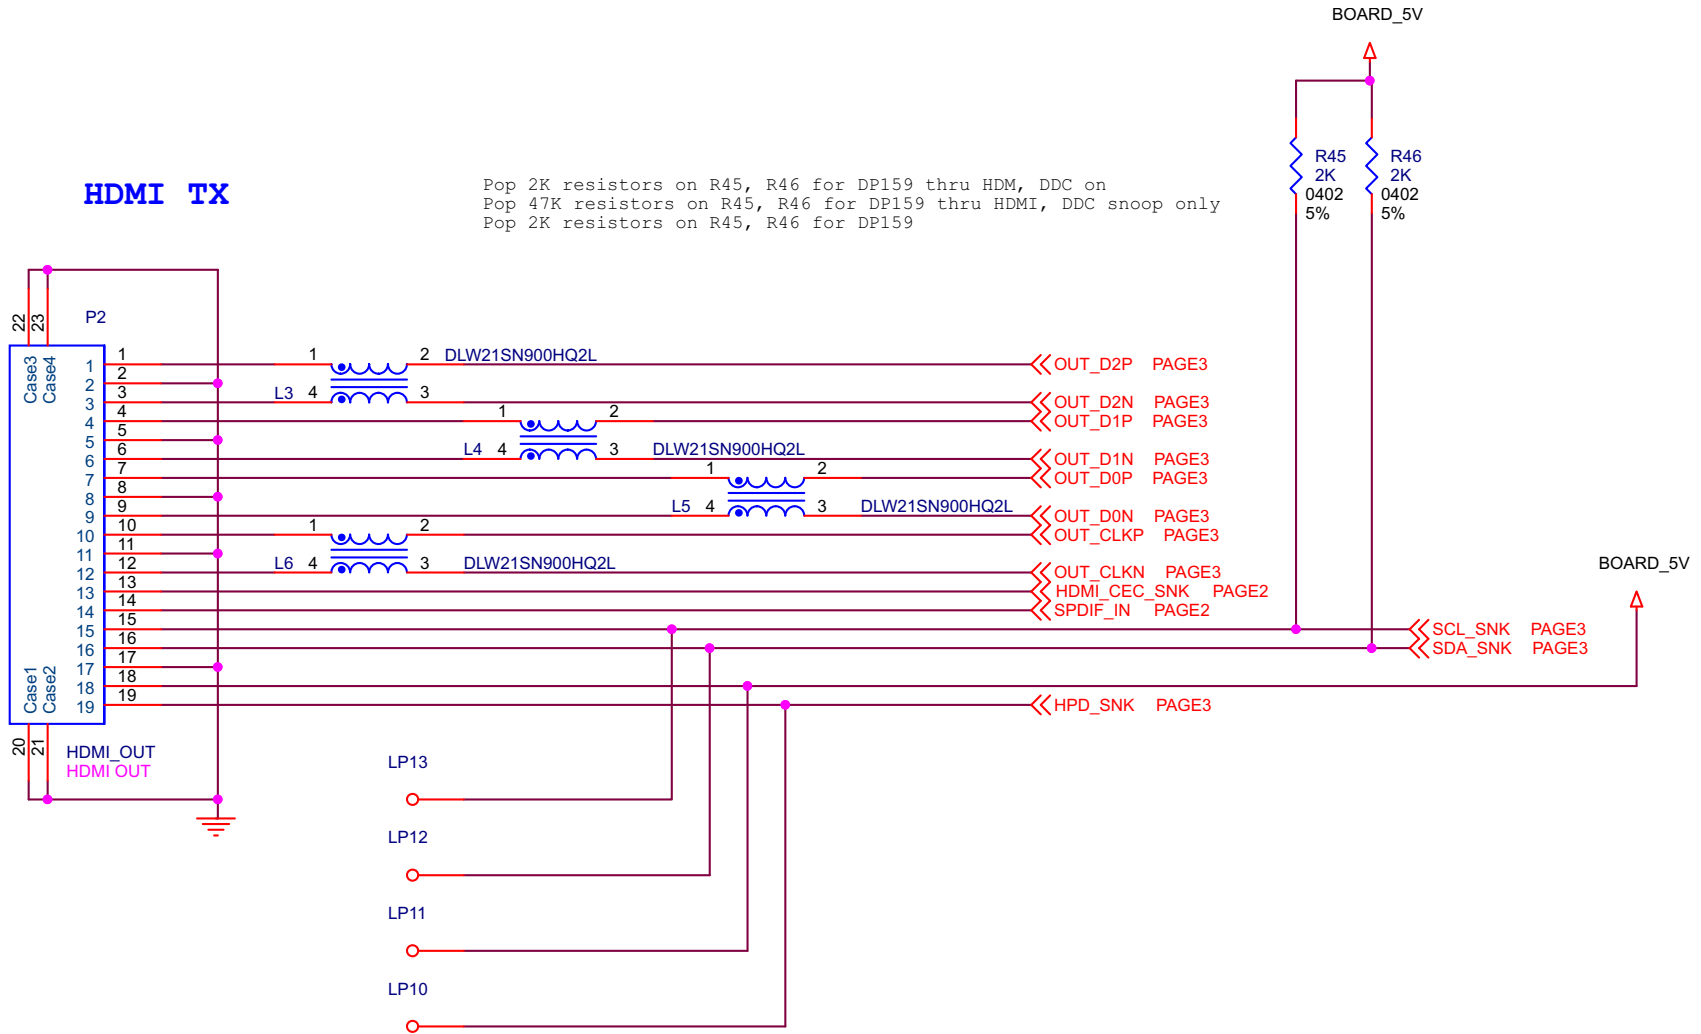 BOARD_5V
HDMI TX
Pop 2K resistors on R45, R46 for DP159 thru HDM, DDC on
Pop 47K resistors on R45, R46 for DP159 thru HDMI, DDC snoop only
Pop 2K resistors on R45, R46 for DP159
R45
2K
0402
5%
R46
2K
0402
5%
22
23
P2
Case3
Case4
1 1
2 2
3 3
4 4
5 5
6 6
7 7
8 8
9 9
10 10
11 11
12 12
13 13
14 14
15 15
16 16
17 17
18 18
19 19
Case1
Case2
20
21
HDMI_OUT
HDMI OUT
1 2 DLW21SN900HQ2L
L3 4 3
1 2
L4 4 3 DLW21SN900HQ2L
1 2
L5 4 3 DLW21SN900HQ2L
1 2
L6 4 3 DLW21SN900HQ2L
OUT_D2P PAGE3
OUT_D2N PAGE3
OUT_D1P PAGE3
OUT_D1N PAGE3
OUT_D0P PAGE3
OUT_D0N PAGE3
OUT_CLKP PAGE3
OUT_CLKN PAGE3
HDMI_CEC_SNK PAGE2
SPDIF_IN PAGE2
SCL_SNK PAGE3
SDA_SNK PAGE3
HPD_SNK PAGE3
BOARD_5V
LP13
LP12
LP11
LP10